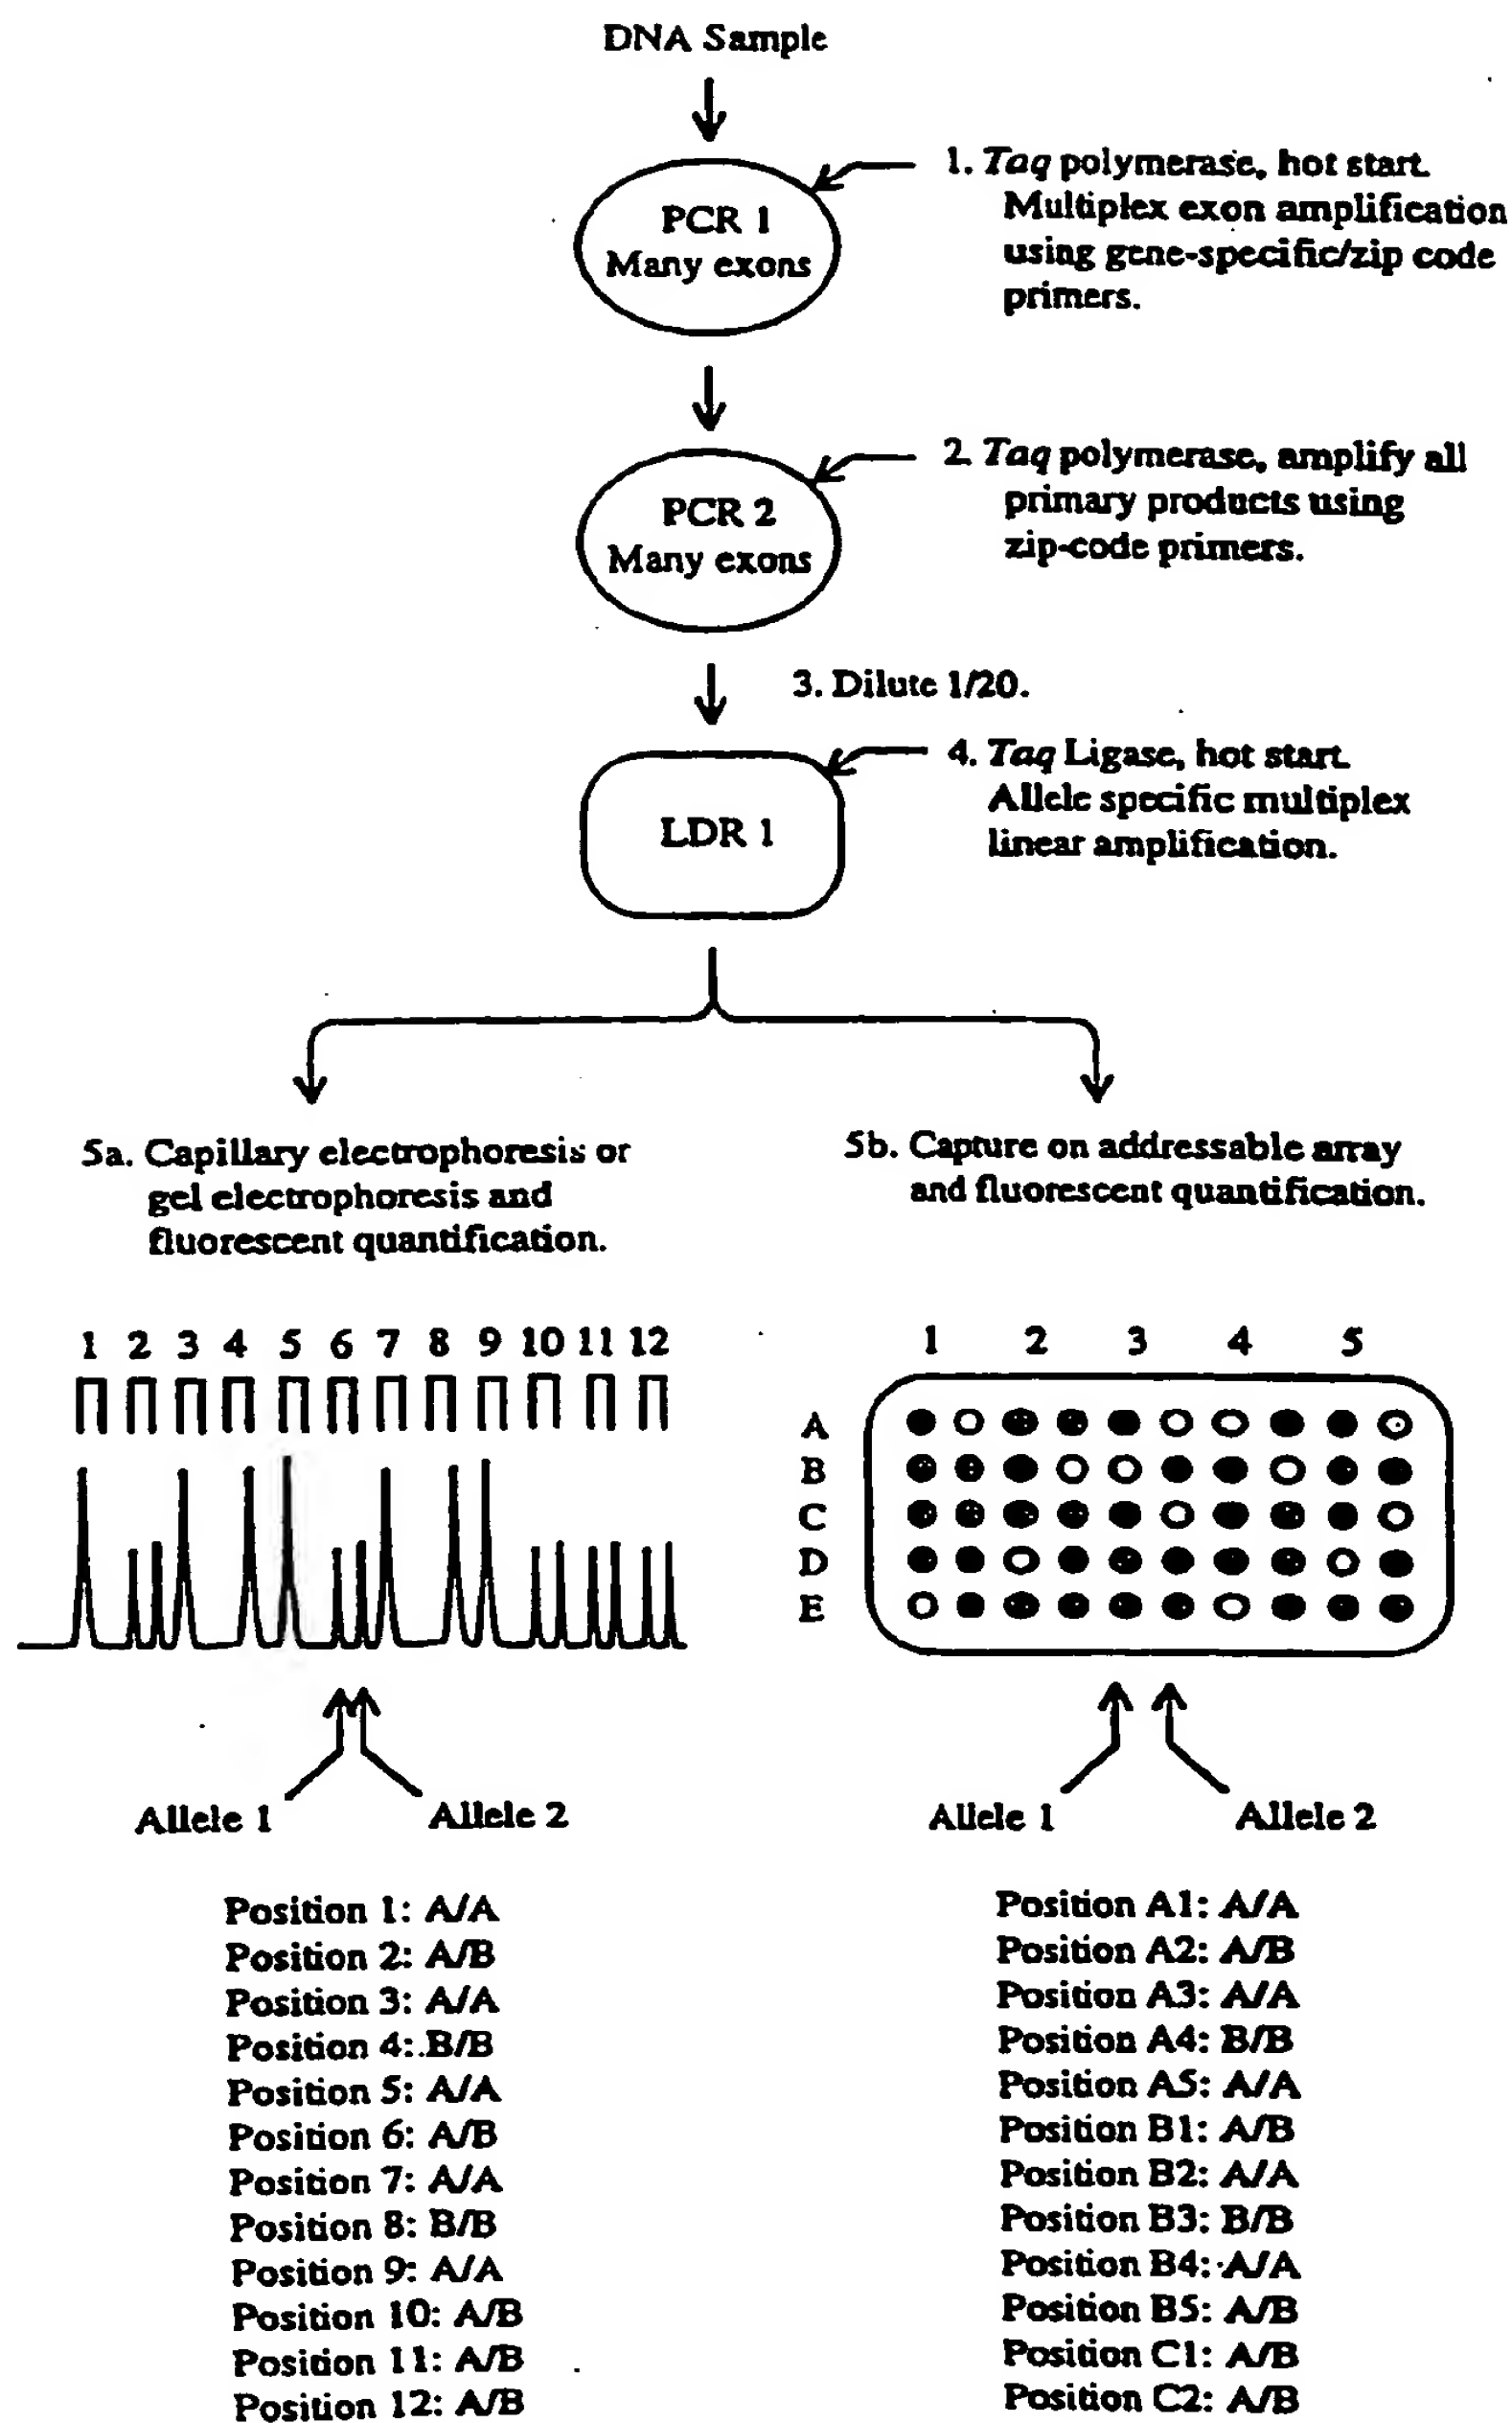 DNA Sample
PCR 1
Many exons
1. Taq polymerase, hot start.
Multiplex exon amplification
using gene-specific/zip code
primers.
PCR 2
Many exons
2. Taq polymerase, amplify all
primary products using
zip-code primers.
3. Dilute 1/20.
LDR 1
4. Taq Ligase, hot start.
Allele specific multiplex
linear amplification.
5a. Capillary electrophoresis or
gel electrophoresis and
fluorescent quantification.
5b. Capture on addressable array
and fluorescent quantification.
1 2 3 4 5 6 7 8 9 10 11 12
1 2 3 4 5
A
B
C
D
E
Allele 1
Allele 2
Allele 1
Allele 2
Position 1: A/A
Position 2: A/B
Position 3: A/A
Position 4: B/B
Position 5: A/A
Position 6: A/B
Position 7: A/A
Position 8: B/B
Position 9: A/A
Position 10: A/B
Position 11: A/B
Position 12: A/B
Position A1: A/A
Position A2: A/B
Position A3: A/A
Position A4: B/B
Position A5: A/A
Position B1: A/B
Position B2: A/A
Position B3: B/B
Position B4: A/A
Position B5: A/B
Position C1: A/B
Position C2: A/B